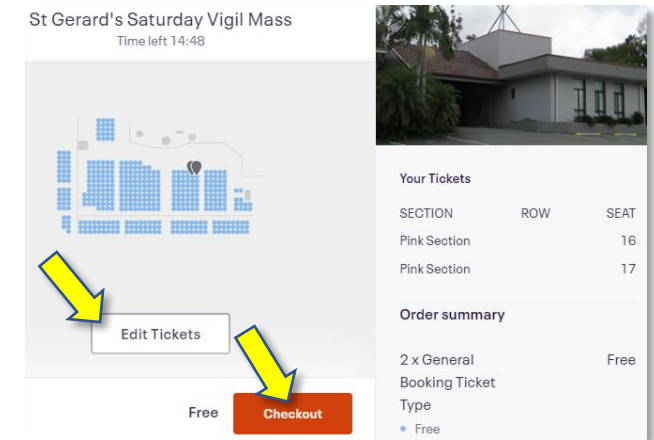 St Gerard's Saturday Vigil Mass
Time left 14:48
Edit Tickets
Free
Checkout
Your Tickets
SECTION ROW SEAT
Pink Section 16
Pink Section 17
Order summary
2 x General Free
Booking Ticket
Type
Free